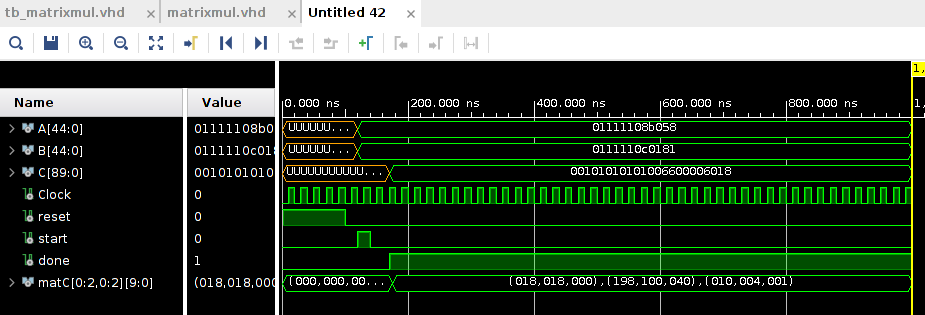 tb_matrixmul.vhd × matrixmul.vhd × Untitled 42 ×
1,
Name Value 0.000 ns 200.000 ns 400.000 ns 600.000 ns 800.000 ns 1,
A[44:0] 01111108b0 UUUUUU... 01111108b058
B[44:0] 0111110c018 UUUUUU... 0111110c0181
C[89:0] 0010101010 UUUUUUUUUUU... 00101010101006600006018
Clock 0
reset 0
start 0
done 1
matC[0:2,0:2][9:0] (018,018,000 (000,000,00... (018,018,000),(198,100,040),(010,004,001)